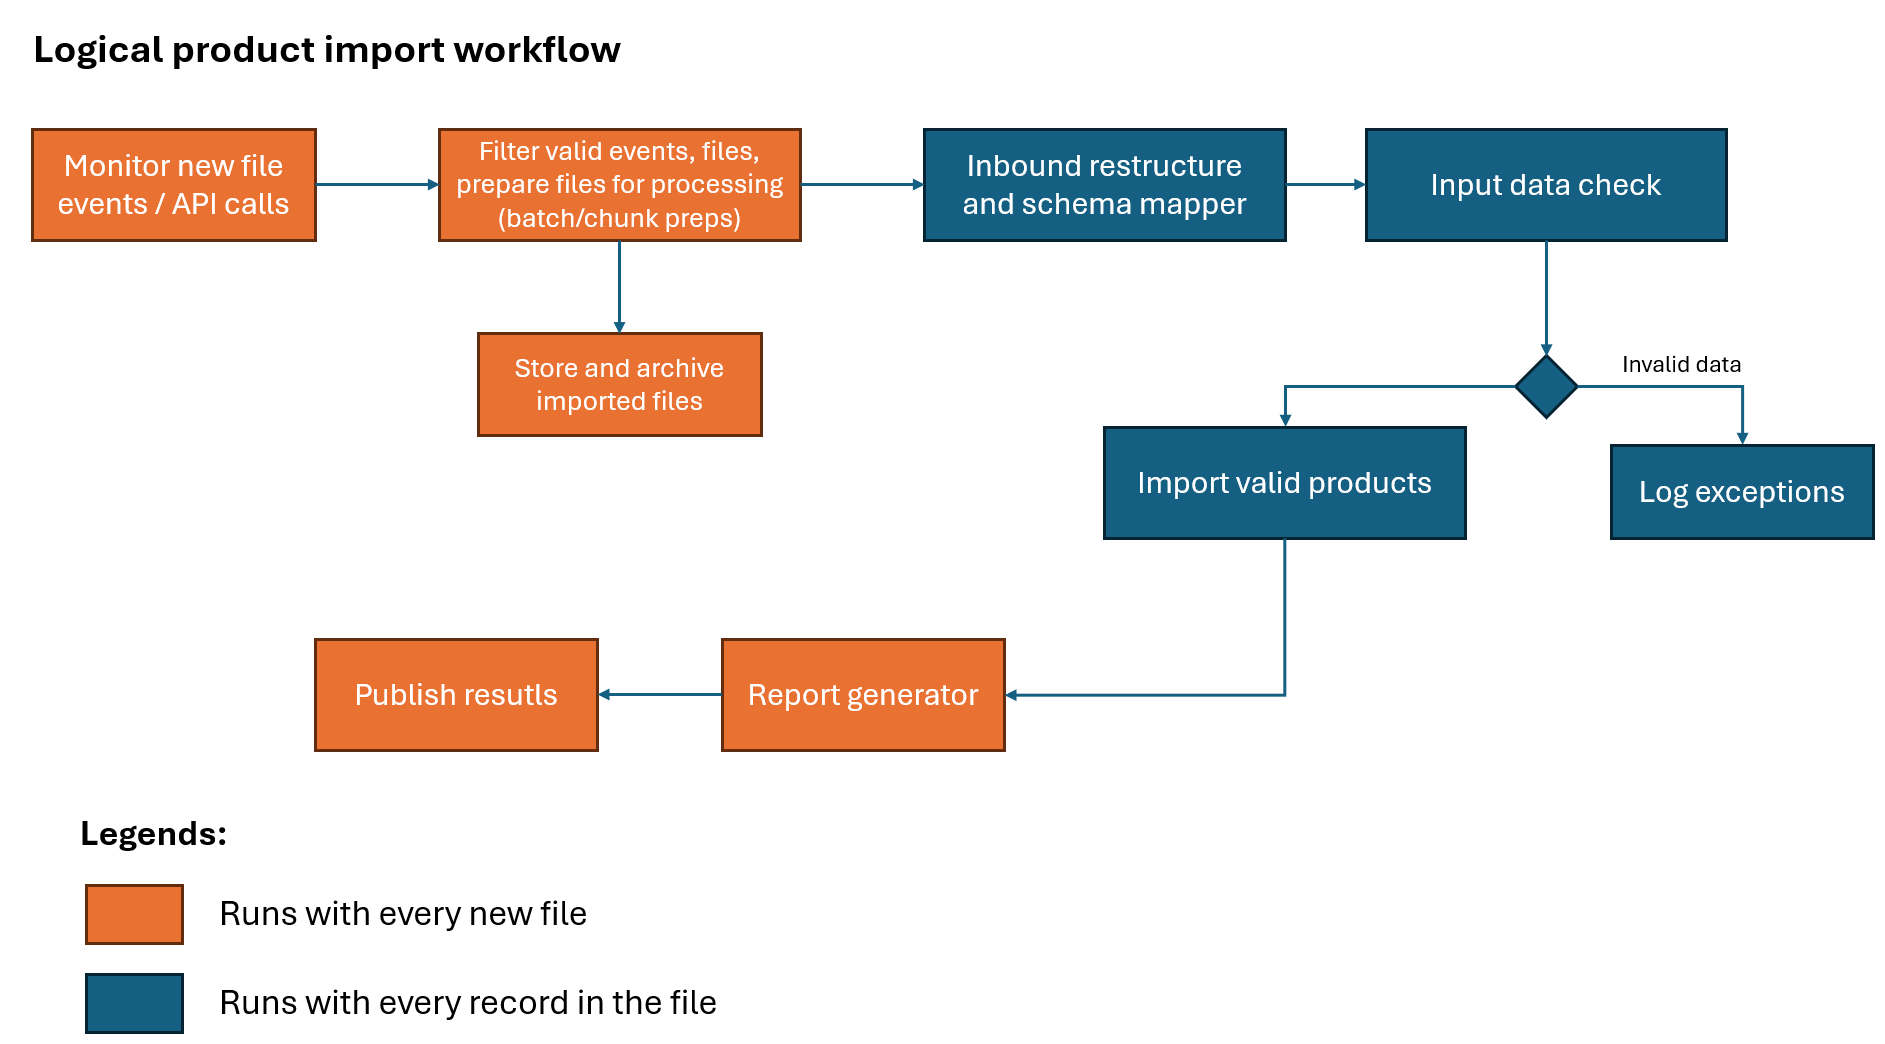 Logical product import workflow
Monitor new file
events / API calls
Filter valid events, files,
prepare files for processing
(batch/chunk preps)
Inbound restructure
and schema mapper
Input data check
Store and archive
imported files
Invalid data
Import valid products
Log exceptions
Publish resutls
Report generator
Legends:
Runs with every new file
Runs with every record in the file